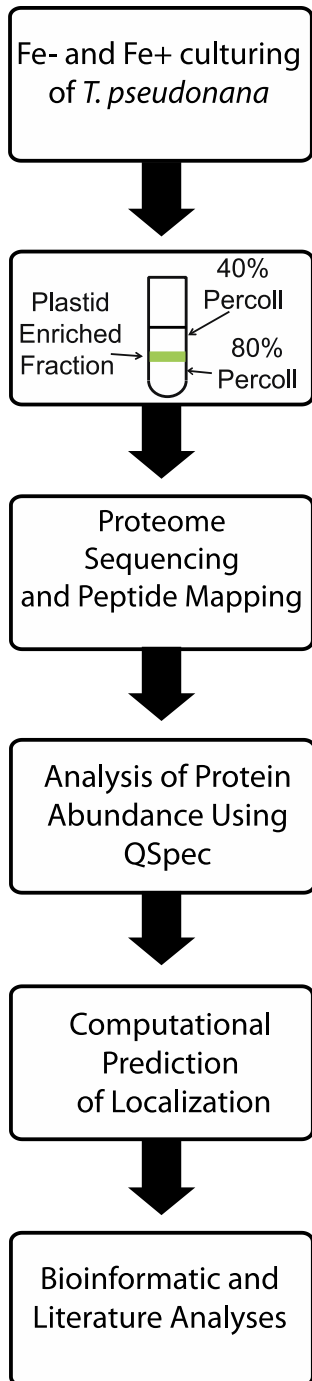 Fe- and Fe+ culturing
of T. pseudonana
Plastid
Enriched
Fraction
40%
Percoll
80%
Percoll
Proteome
Sequencing
and Peptide Mapping
Analysis of Protein
Abundance Using
QSpec
Computational
Prediction
of Localization
Bioinformatic and
Literature Analyses